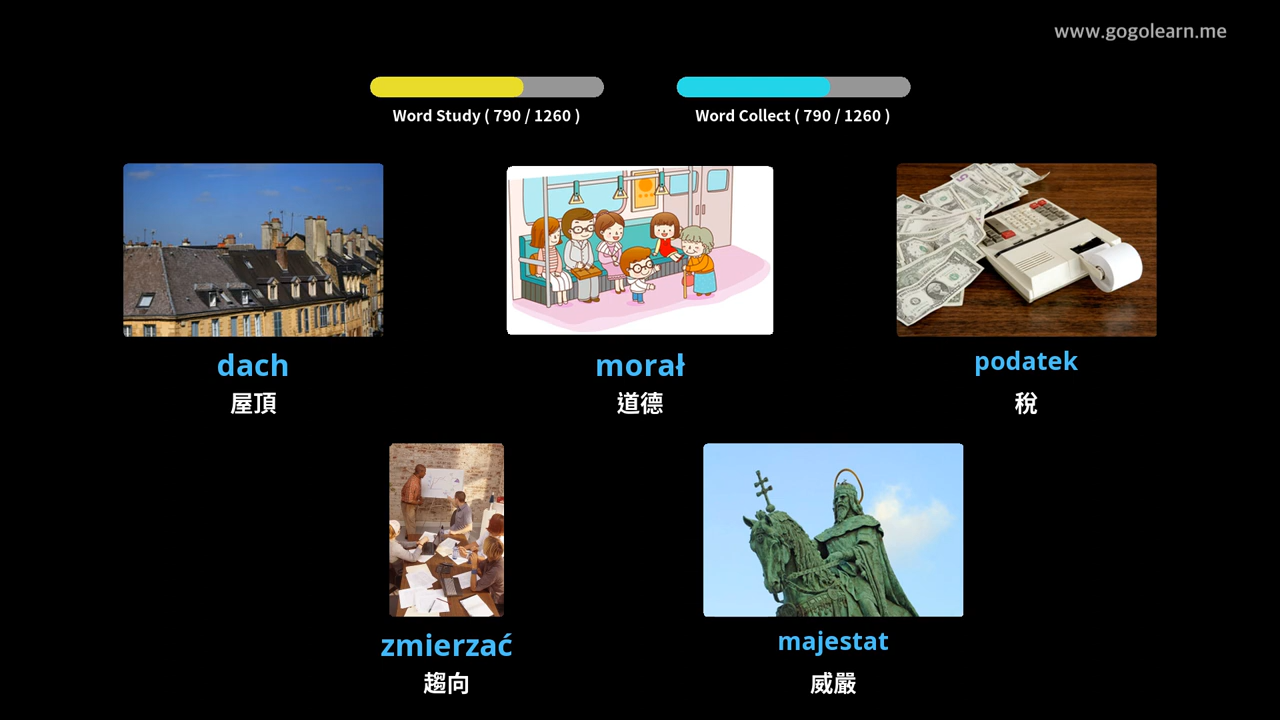 www.gogolearn.me
Word Study ( 790 / 1260 )
Word Collect ( 790 / 1260 )
dach
屋頂
morał
道德
podatek
稅
zmierzać
趨向
majestat
威嚴